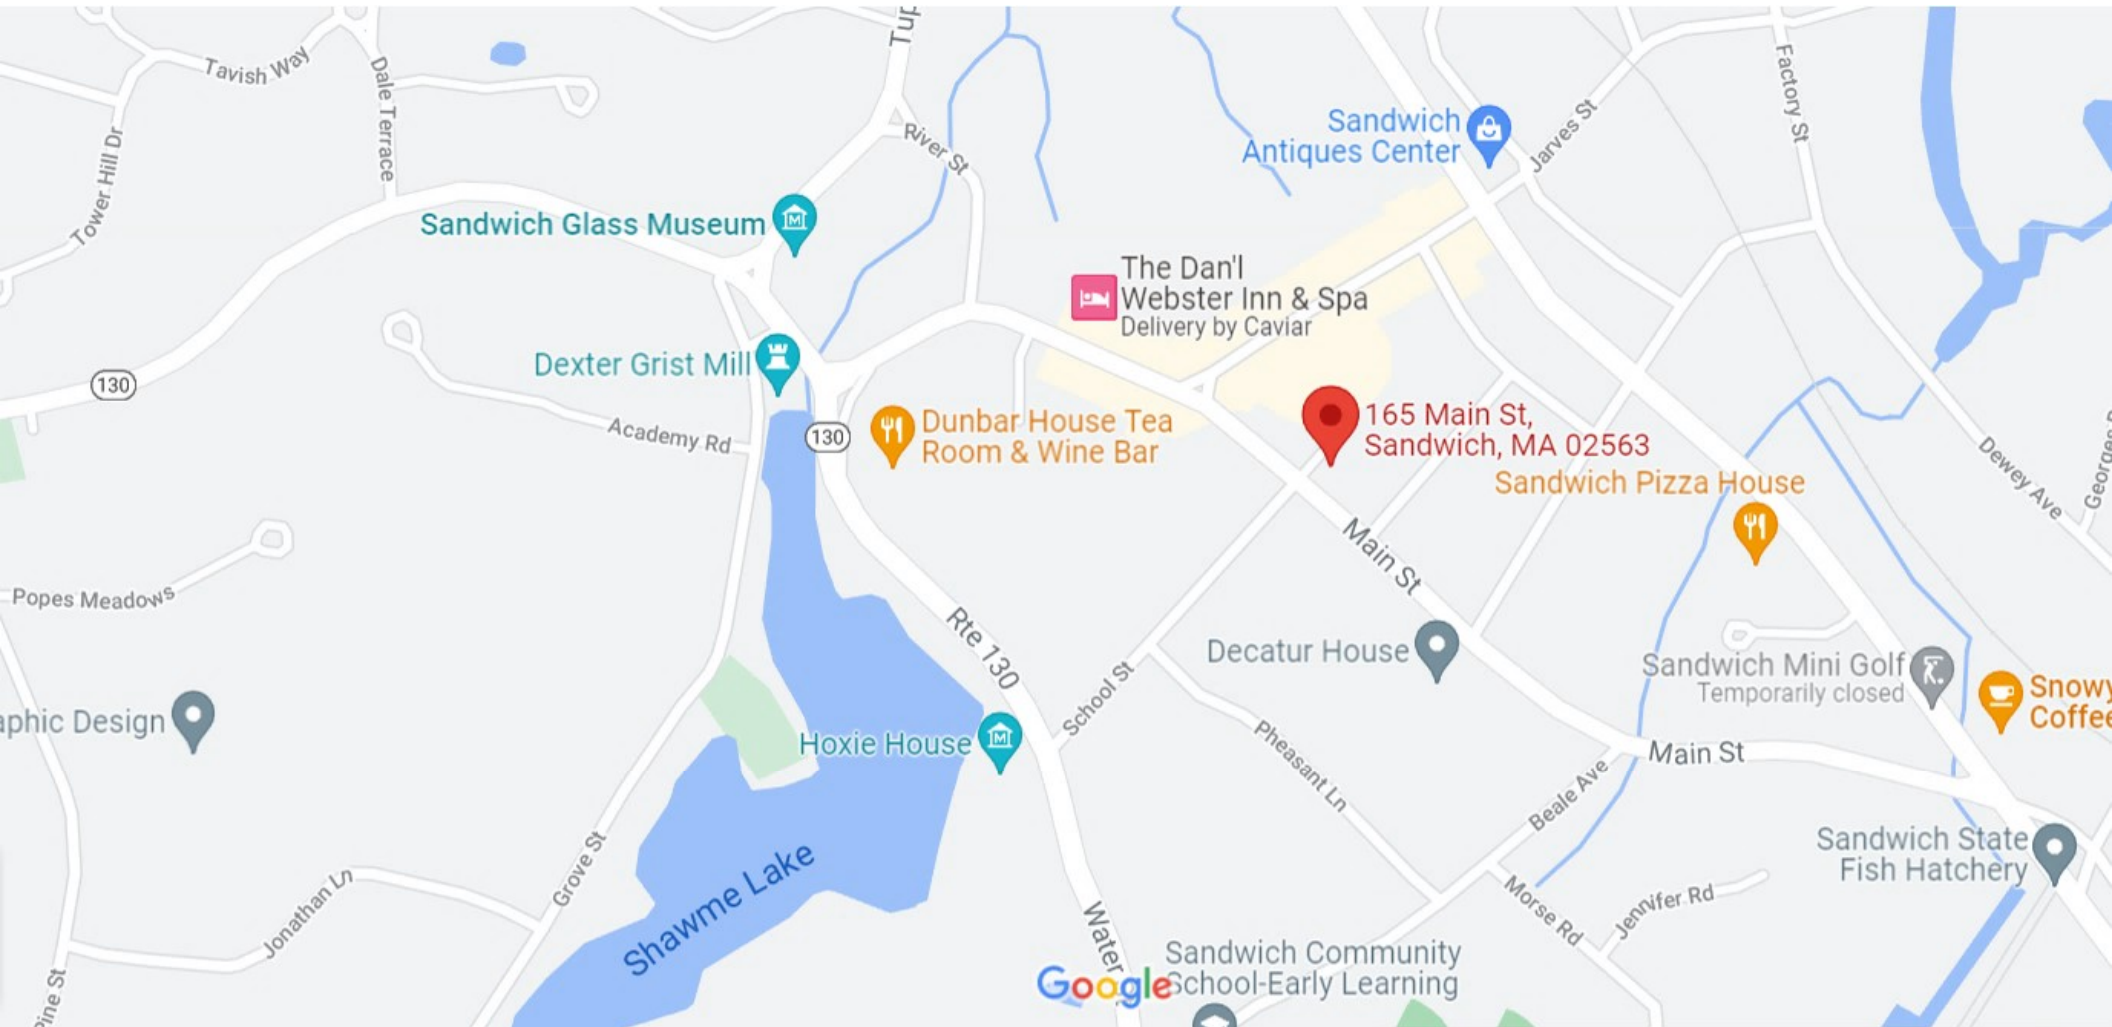 Tup
Tavish Way
Dale Terrace
Factory St
Sandwich
Antiques Center
Jarves St
River St
Tower Hill Dr
Sandwich Glass Museum
The Dan'l
Webster Inn & Spa
Delivery by Caviar
Dexter Grist Mill
130
165 Main St,
Sandwich, MA 02563
Dunbar House Tea
Room & Wine Bar
130
Academy Rd
Sandwich Pizza House
Dewey Ave
Georges
Main St
Popes Meadows
Rte 130
Decatur House
Sandwich Mini Golf
Temporarily closed
School St
Snowy
Coffee
aphic Design
Hoxie House
Pheasant Ln
Main St
Beale Ave
Grove St
Shawme Lake
Sandwich State
Fish Hatchery
Jonathan Ln
Morse Rd
Jennifer Rd
Water
Sandwich Community
School-Early Learning
Google
Pine St